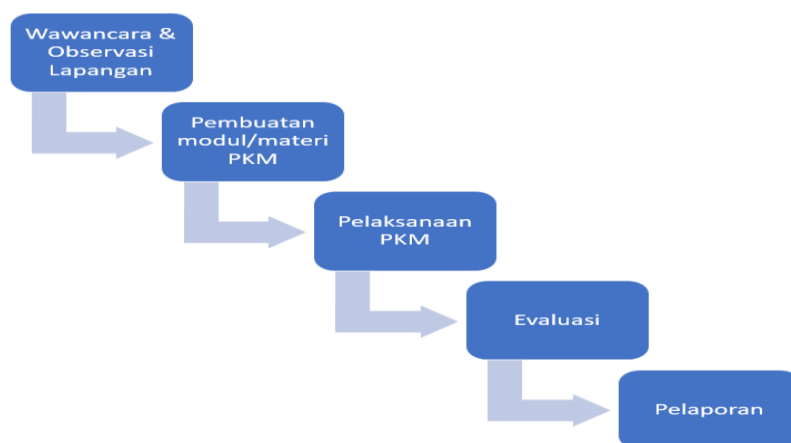 Wawancara &
Observasi
Lapangan
Pembuatan
modul/materi
PKM
Pelaksanaan
PKM
Evaluasi
Pelaporan